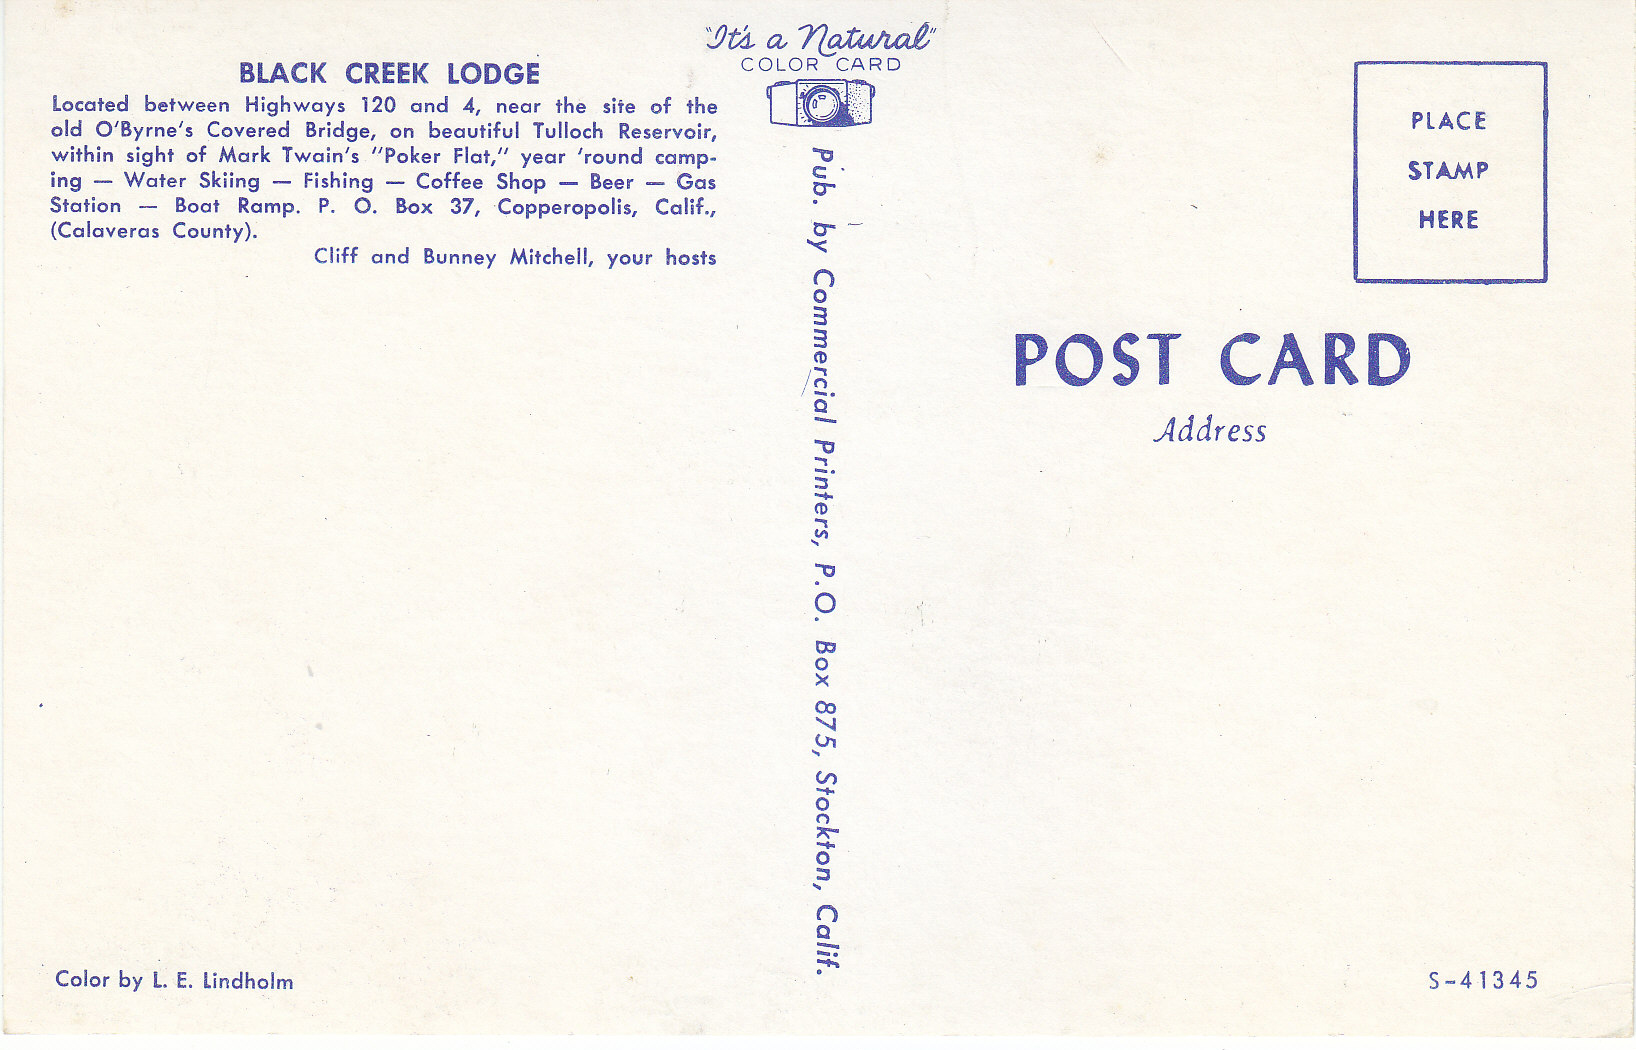 BLACK CREEK LODGE
Located between Highways 120 and 4, near the site of the
old O'Byrne's Covered Bridge, on beautiful Tulloch Reservoir,
within sight of Mark Twain's "Poker Flat," year 'round camp-
ing — Water Skiing — Fishing — Coffee Shop — Beer — Gas
Station — Boat Ramp. P. O. Box 37, Copperopolis, Calif.,
(Calaveras County).
Cliff and Bunney Mitchell, your hosts
Color by L. E. Lindholm
"It's a Natural"
COLOR CARD
Pub. by Commercial Printers, P.O. Box 875, Stockton, Calif.
PLACE
STAMP
HERE
POST CARD
Address
S-41345